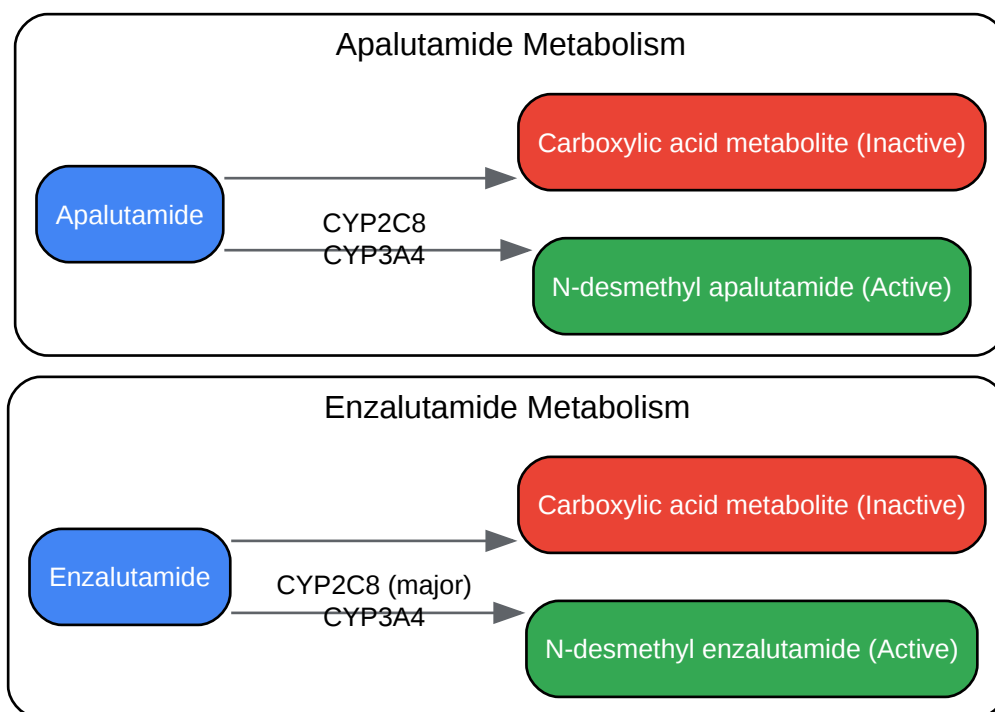 Apalutamide Metabolism
Carboxylic acid metabolite (Inactive)
Apalutamide
CYP2C8
CYP3A4
N-desmethyl apalutamide (Active)
Enzalutamide Metabolism
Carboxylic acid metabolite (Inactive)
Enzalutamide
CYP2C8 (major)
CYP3A4
N-desmethyl enzalutamide (Active)